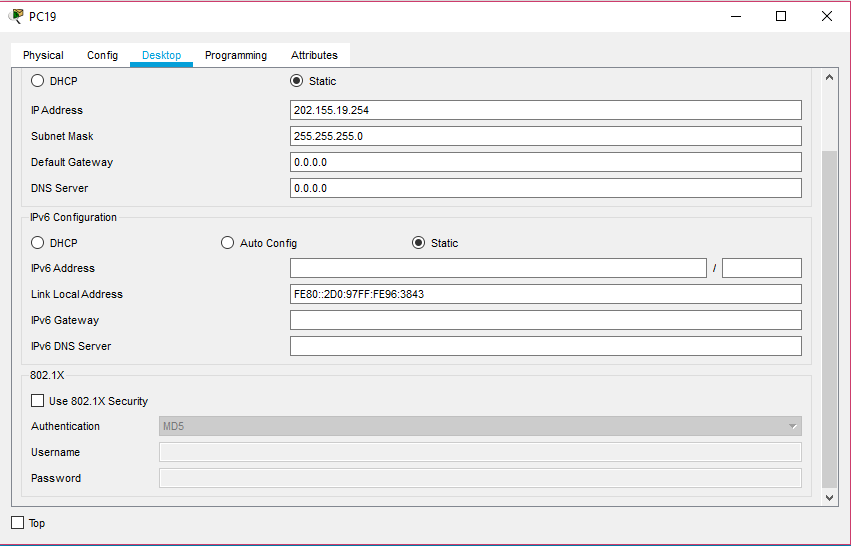 PC19
Physical Config Desktop Programming Attributes
DHCP Static
IP Address 202.155.19.254
Subnet Mask 255.255.255.0
Default Gateway 0.0.0.0
DNS Server 0.0.0.0
IPv6 Configuration
DHCP Auto Config Static
IPv6 Address /
Link Local Address FE80::2D0:97FF:FE96:3843
IPv6 Gateway
IPv6 DNS Server
802.1X
Use 802.1X Security
Authentication MD5
Username
Password
Top